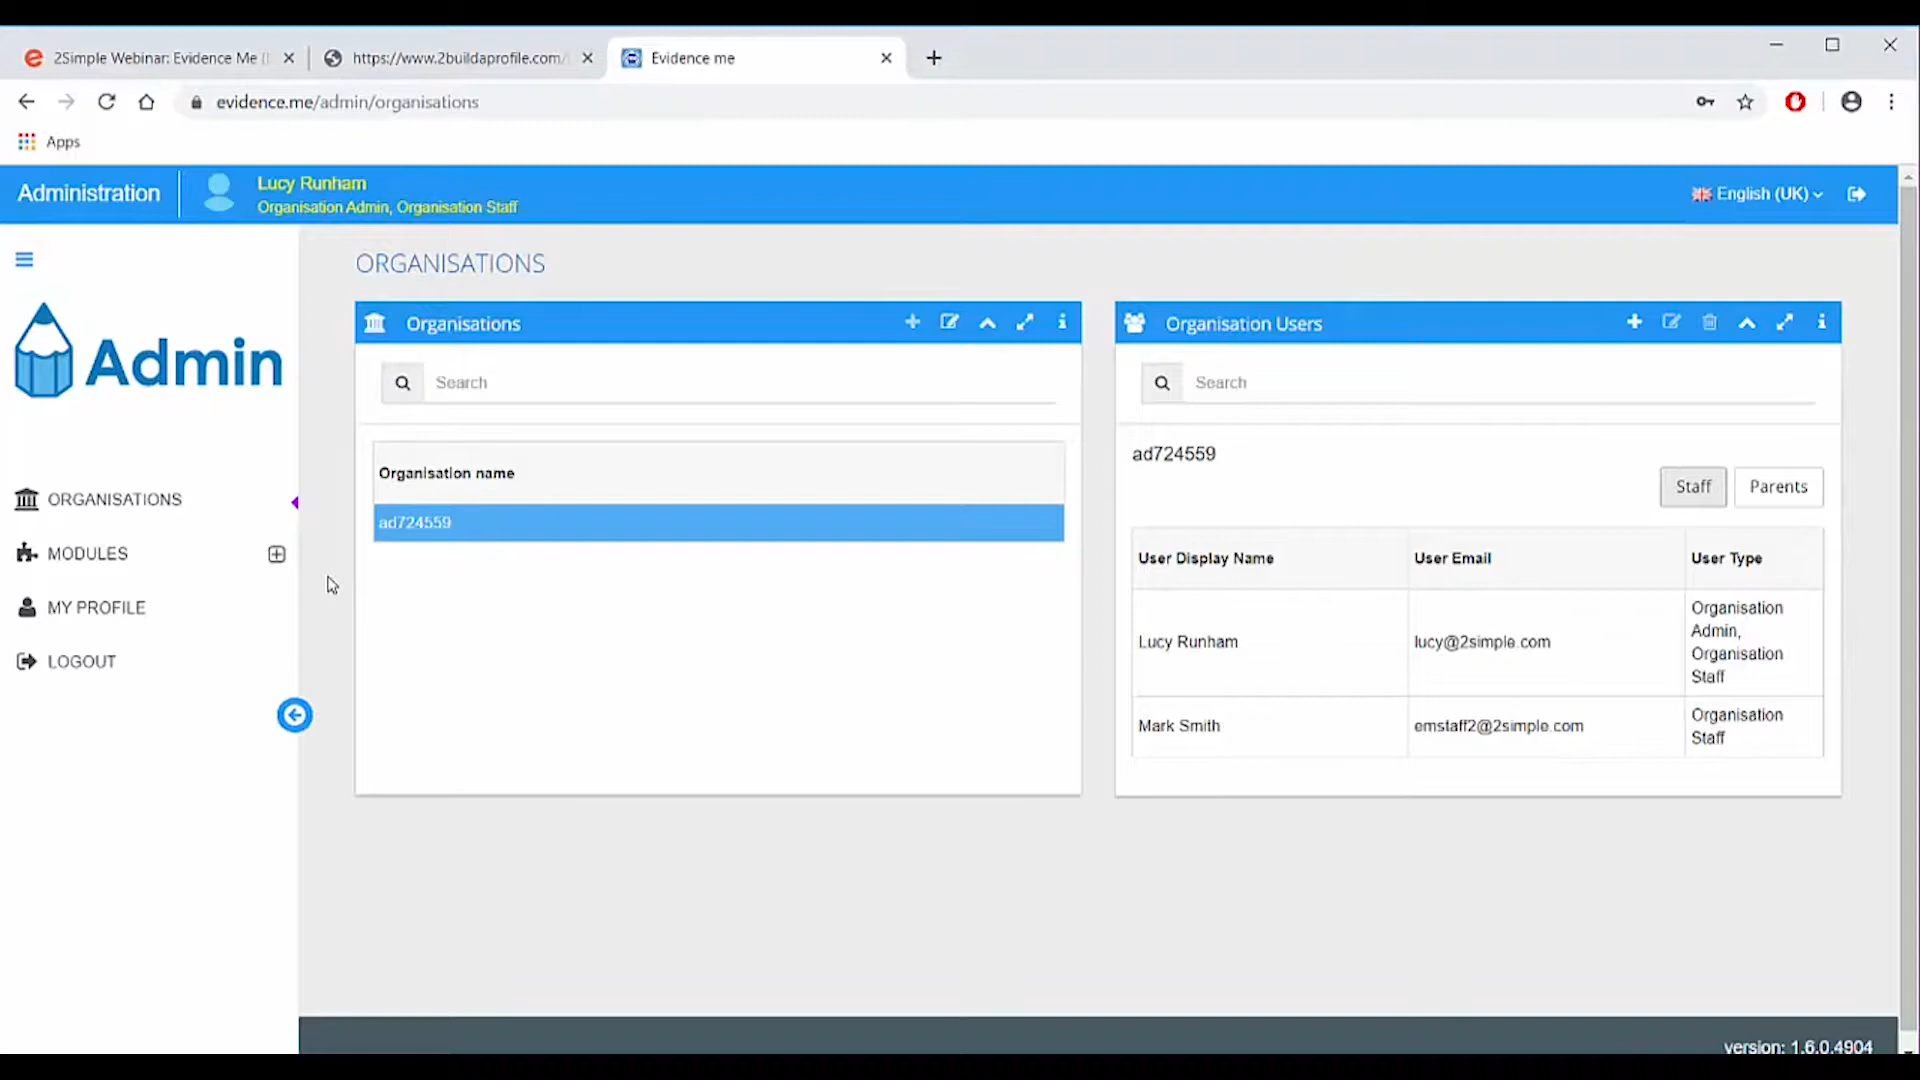 2Simple Webinar: Evidence Me (
https://www.2buildaprofile.com/
Evidence me
evidence.me/admin/organisations
Apps
Administration
Lucy Runham
Organisation Admin, Organisation Staff
English (UK)
Admin
ORGANISATIONS
MODULES
MY PROFILE
LOGOUT
ORGANISATIONS
Organisations
Search
Organisation name
ad724559
Organisation Users
Search
ad724559
Staff
Parents
User Display Name
User Email
User Type
Lucy Runham
lucy@2simple.com
Organisation
Admin,
Organisation
Staff
Mark Smith
emstaff2@2simple.com
Organisation
Staff
version: 1.6.0.4904